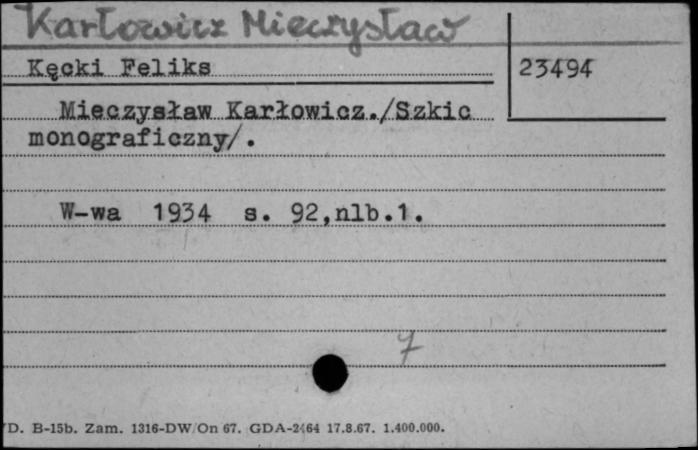 Karłowicz Mieczysław
Kęcki Feliks 23494
Mieczysław Karłowicz./Szkic
monograficzny/.
W-wa 1934 s. 92,nlb.1.
7
D. B-15b. Zam. 1316-DW/On 67. GDA-2464 17.8.67. 1.400.000.